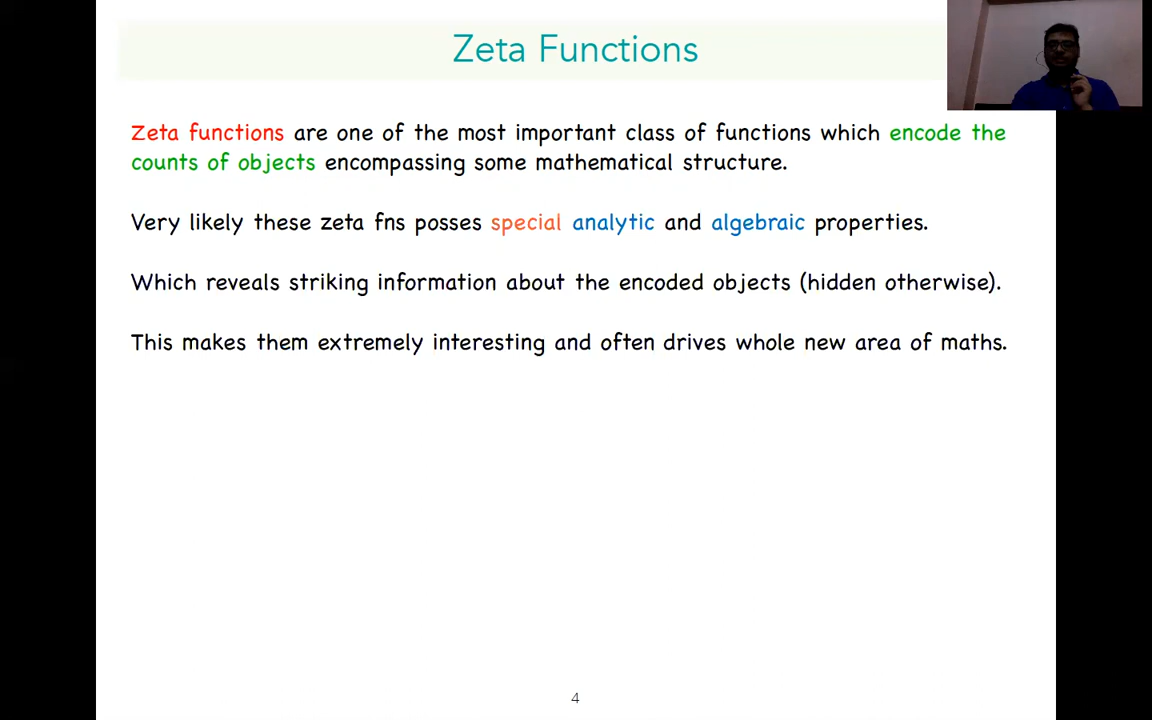 Zeta Functions
Zeta functions are one of the most important class of functions which encode the
counts of objects encompassing some mathematical structure.
Very likely these zeta fns posses special analytic and algebraic properties.
Which reveals striking information about the encoded objects (hidden otherwise).
This makes them extremely interesting and often drives whole new area of maths.
4